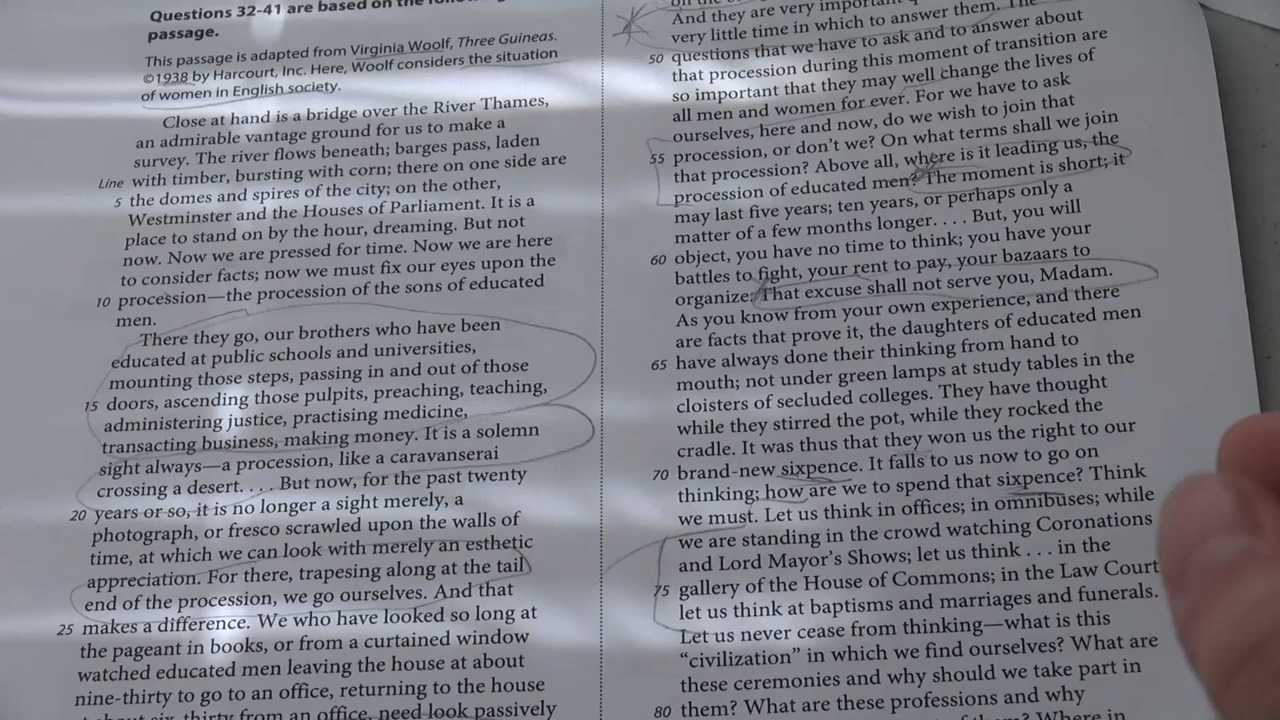 Questions 32-41 are based on the
passage.
This passage is adapted from Virginia Woolf, Three Guineas.
©1938 by Harcourt, Inc. Here, Woolf considers the situation
of women in English society.
Close at hand is a bridge over the River Thames,
an admirable vantage ground for us to make a
survey. The river flows beneath; barges pass, laden
Line with timber, bursting with corn; there on one side are
5 the domes and spires of the city; on the other,
Westminster and the Houses of Parliament. It is a
place to stand on by the hour, dreaming. But not
now. Now we are pressed for time. Now we are here
to consider facts; now we must fix our eyes upon the
10 procession—the procession of the sons of educated
men.
There they go, our brothers who have been
educated at public schools and universities,
mounting those steps, passing in and out of those
15 doors, ascending those pulpits, preaching, teaching,
administering justice, practising medicine,
transacting business, making money. It is a solemn
sight always—a procession, like a caravanserai
crossing a desert. . . . But now, for the past twenty
20 years or so, it is no longer a sight merely, a
photograph, or fresco scrawled upon the walls of
time, at which we can look with merely an esthetic
appreciation. For there, trapesing along at the tail
end of the procession, we go ourselves. And that
25 makes a difference. We who have looked so long at
the pageant in books, or from a curtained window
watched educated men leaving the house at about
nine-thirty to go to an office, returning to the house
six-thirty from an office, need look passively
And they are very important
very little time in which to answer them. The
50 questions that we have to ask and to answer about
that procession during this moment of transition are
so important that they may well change the lives of
all men and women for ever. For we have to ask
ourselves, here and now, do we wish to join that
55 procession, or don't we? On what terms shall we join
that procession? Above all, where is it leading us, the
procession of educated men? The moment is short; it
may last five years; ten years, or perhaps only a
matter of a few months longer. . . . But, you will
60 object, you have no time to think; you have your
battles to fight, your rent to pay, your bazaars to
organize. That excuse shall not serve you, Madam.
As you know from your own experience, and there
are facts that prove it, the daughters of educated men
65 have always done their thinking from hand to
mouth; not under green lamps at study tables in the
cloisters of secluded colleges. They have thought
while they stirred the pot, while they rocked the
cradle. It was thus that they won us the right to our
70 brand-new sixpence. It falls to us now to go on
thinking; how are we to spend that sixpence? Think
we must. Let us think in offices; in omnibuses; while
we are standing in the crowd watching Coronations
and Lord Mayor's Shows; let us think . . . in the
75 gallery of the House of Commons; in the Law Court
let us think at baptisms and marriages and funerals.
Let us never cease from thinking—what is this
“civilization” in which we find ourselves? What are
these ceremonies and why should we take part in
80 them? What are these professions and why